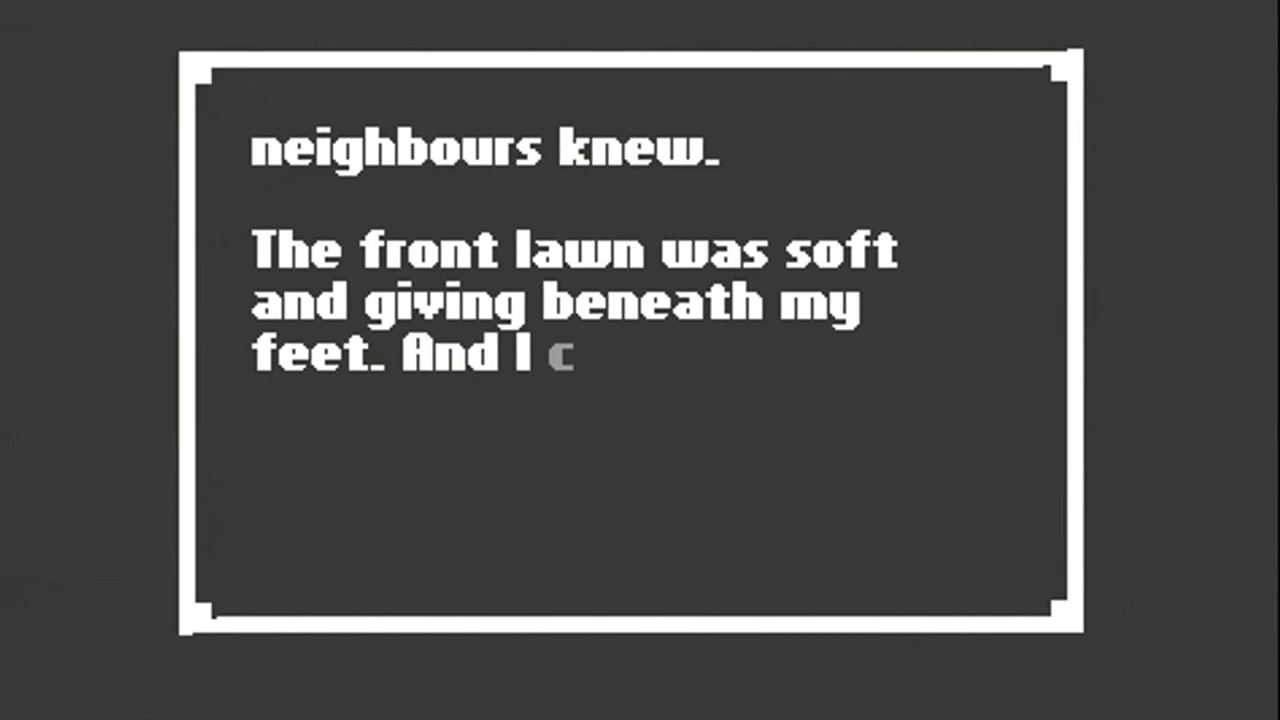 neighbours knew.
The front lawn was soft
and giving beneath my
feet. And I c